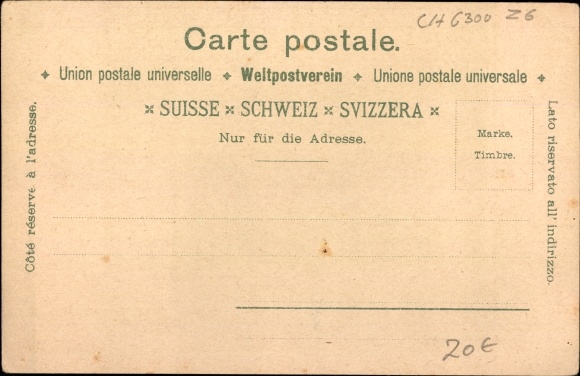 CH 6300 ZG
Carte postale.
Union postale universelle Weltpostverein Unione postale universale
SUISSE SCHWEIZ SVIZZERA
Nur für die Adresse.
Marke.
Timbre.
Côté réservé à l'adresse.
Lato riservato all' indirizzo.
20€